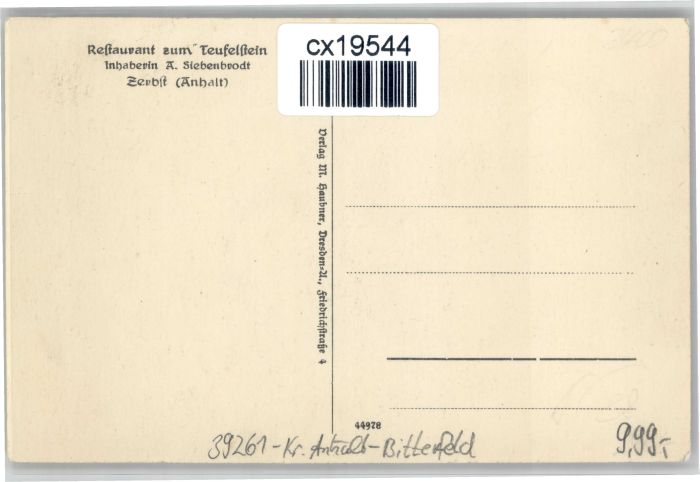 cx19544
Restaurant zum Teufelstein
Inhaberin A. Siebenbrodt
Zerbst (Anhalt)
Verlag M. Haubner, Dresden-A., Friedrichstraße 4
44978
39261-Kr. Anhalt-Bitterfeld
9,99,-